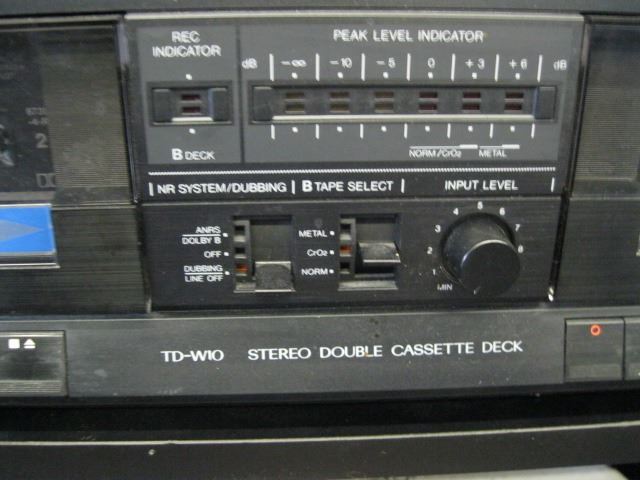 REC
INDICATOR
PEAK LEVEL INDICATOR
dB -∞ -10 -5 0 +3 +6 dB
B DECK
NORM/CrO2 METAL
NR SYSTEM/DUBBING
B TAPE SELECT
INPUT LEVEL
ANRS
DOLBY B
OFF
DUBBING
LINE OFF
METAL
CrO2
NORM
MIN 1 2 3 4 5 6 7 8
2
TD-W10 STEREO DOUBLE CASSETTE DECK